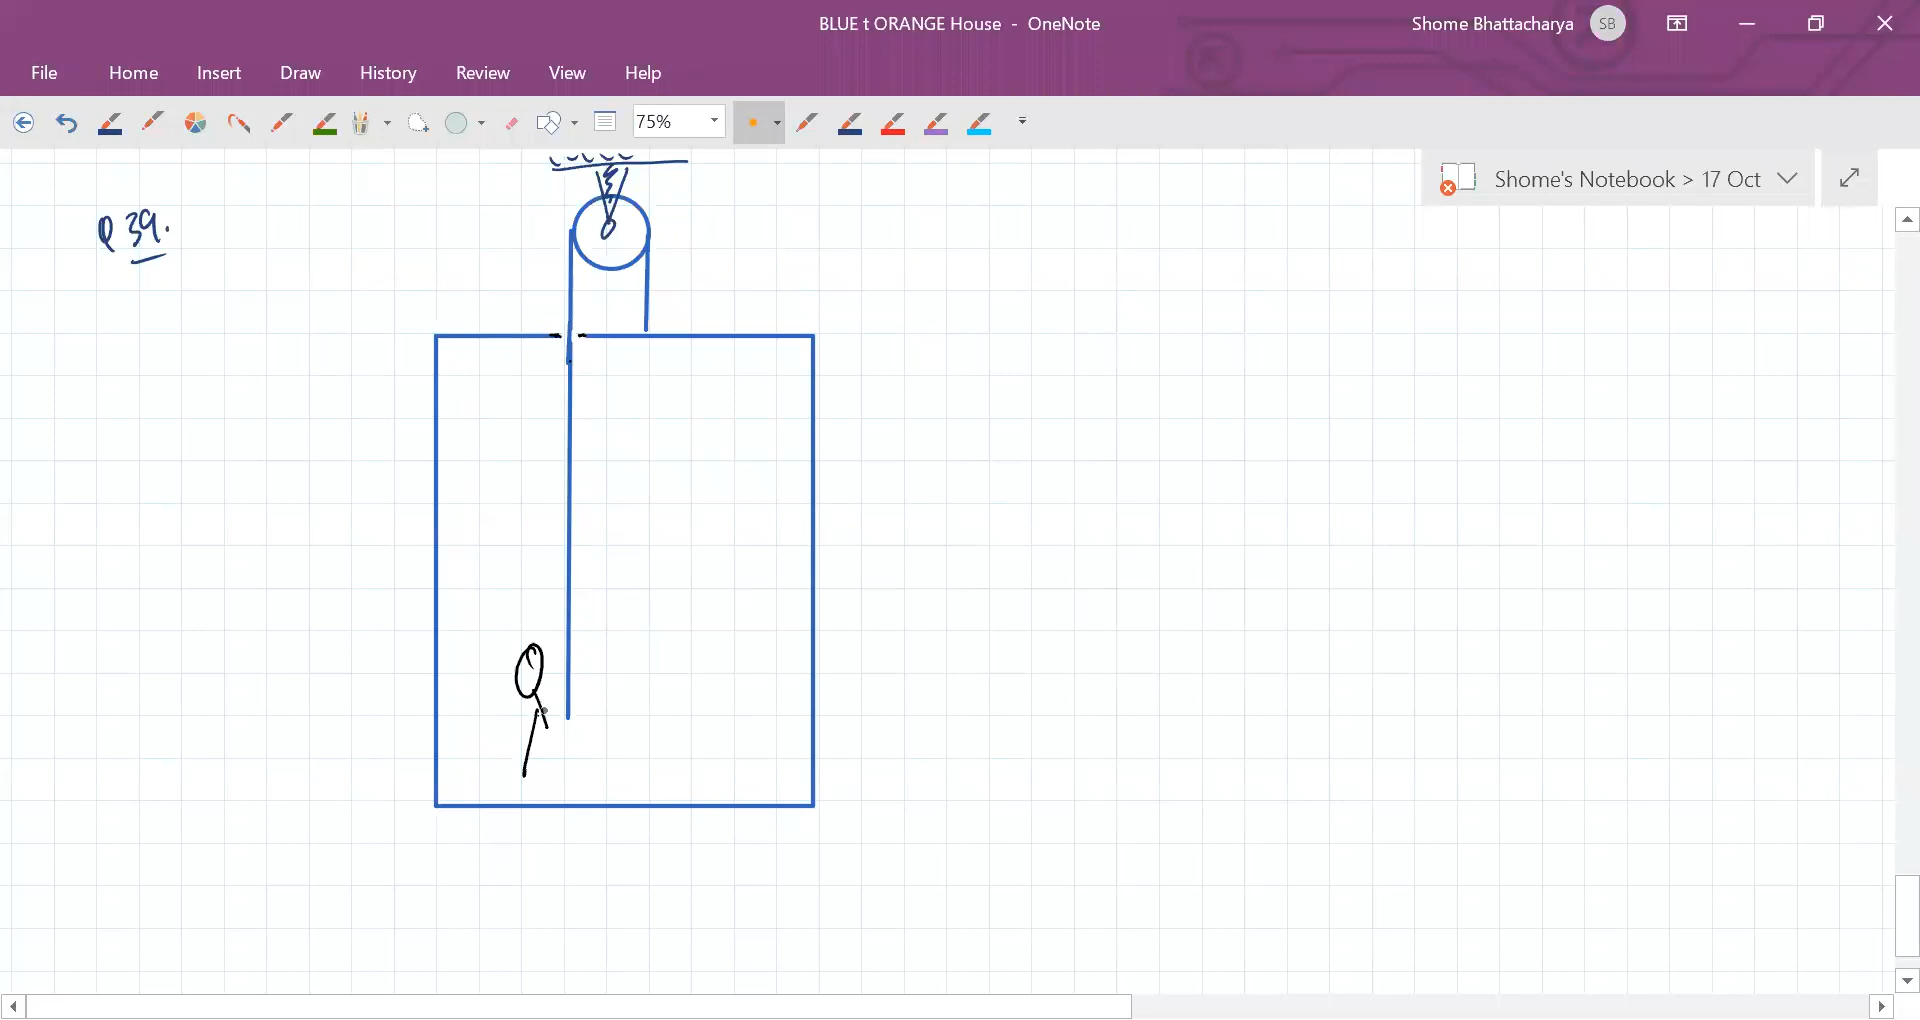 BLUE t ORANGE House - OneNote
Shome Bhattacharya
SB
File Home Insert Draw History Review View Help
75%
Shome's Notebook > 17 Oct
Q 39.